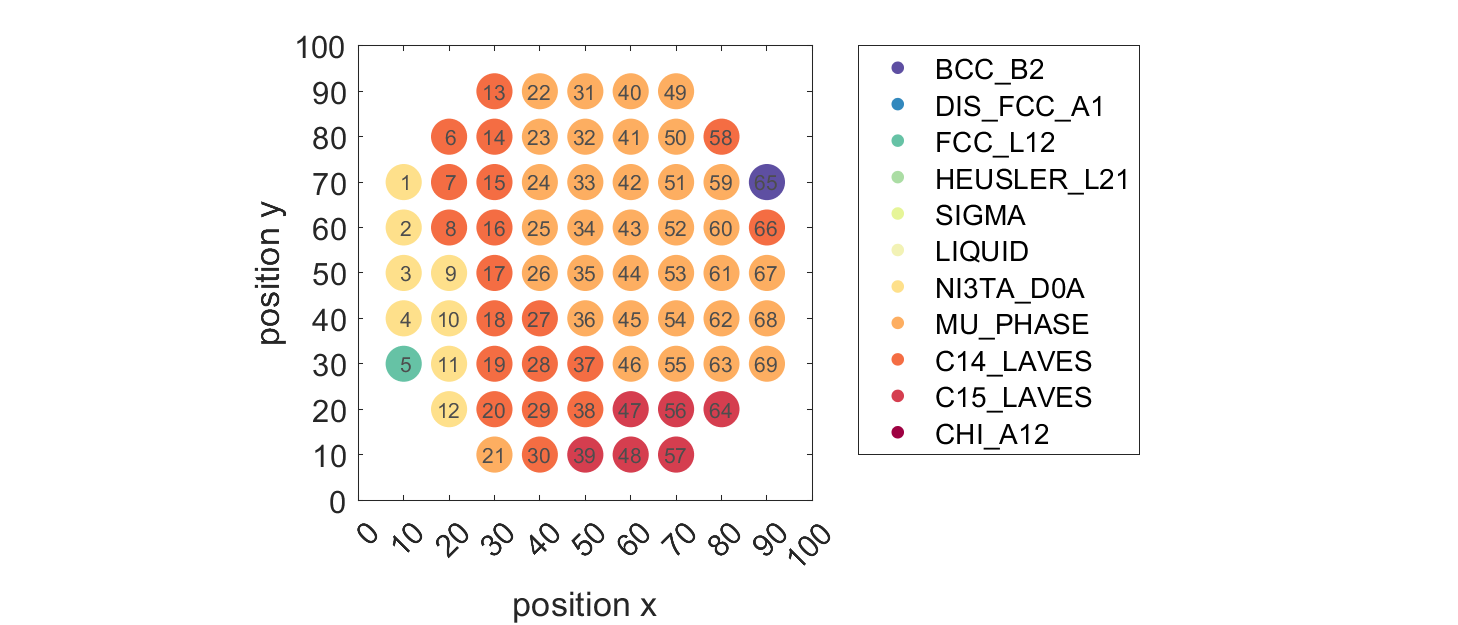 100
13 22 31 40 49
90
6 14 23 32 41 50 58
80
1 7 15 24 33 42 51 59 65
70
2 8 16 25 34 43 52 60 66
60
3 9 17 26 35 44 53 61 67
50
4 10 18 27 36 45 54 62 68
40
5 11 19 28 37 46 55 63 69
30
12 20 29 38 47 56 64
20
21 30 39 48 57
10
0
position y
0 10 20 30 40 50 60 70 80 90 100
position x
BCC_B2
DIS_FCC_A1
FCC_L12
HEUSLER_L21
SIGMA
LIQUID
NI3TA_D0A
MU_PHASE
C14_LAVES
C15_LAVES
CHI_A12